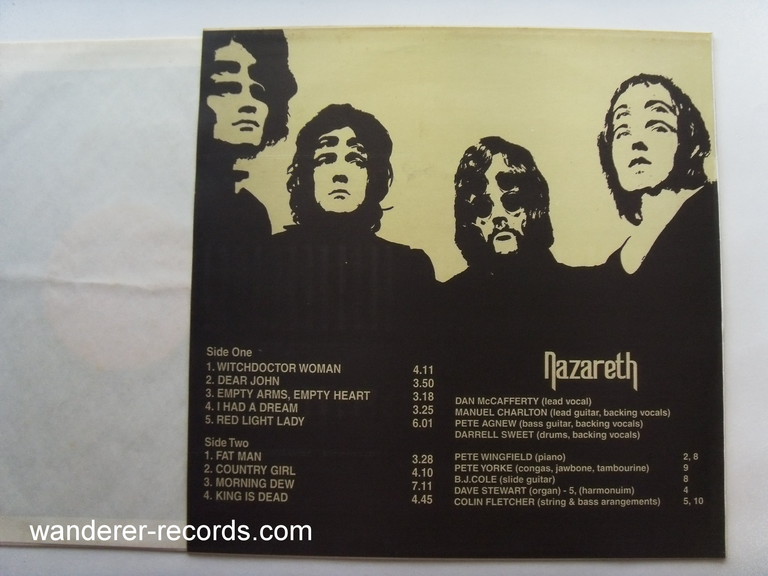 Side One
1. WITCHDOCTOR WOMAN 4.11
2. DEAR JOHN 3.50
3. EMPTY ARMS, EMPTY HEART 3.18
4. I HAD A DREAM 3.25
5. RED LIGHT LADY 6.01
Side Two
1. FAT MAN 3.28
2. COUNTRY GIRL 4.10
3. MORNING DEW 7.11
4. KING IS DEAD 4.45
Nazareth
DAN McCAFFERTY (lead vocal)
MANUEL CHARLTON (lead guitar, backing vocals)
PETE AGNEW (bass guitar, backing vocals)
DARRELL SWEET (drums, backing vocals)
PETE WINGFIELD (piano) 2, 8
PETE YORKE (congas, jawbone, tambourine) 9
B.J.COLE (slide guitar) 8
DAVE STEWART (organ) - 5, (harmonuim) 4
COLIN FLETCHER (string & bass arangements) 5, 10
wanderer-records.com